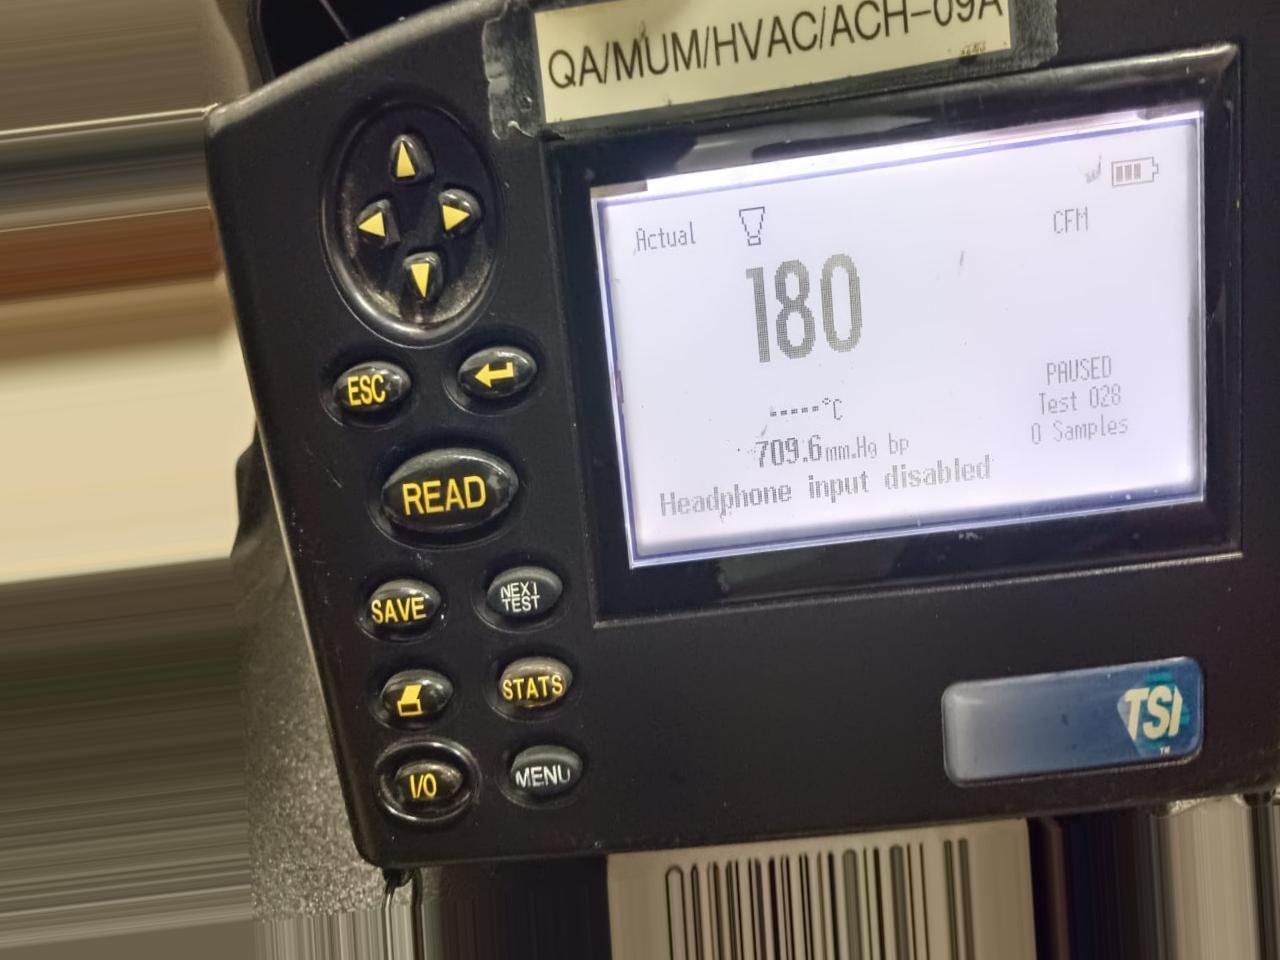 QA/MUM/HVAC/ACH-09A
Actual
CFM
180
-----°C
709.6 mm.Hg bp
PAUSED
Test 028
0 Samples
Headphone input disabled
ESC
READ
SAVE
NEXT
TEST
STATS
I/O
MENU
TSI
TM